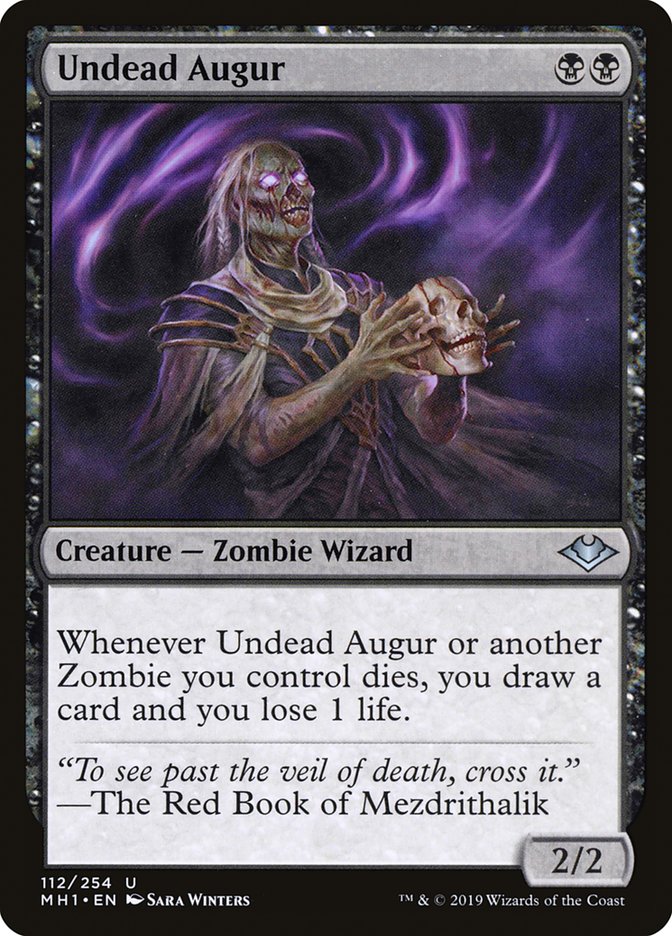 Undead Augur
Creature — Zombie Wizard
Whenever Undead Augur or another
Zombie you control dies, you draw a
card and you lose 1 life.
“To see past the veil of death, cross it.”
—The Red Book of Mezdrithalik
2/2
112/254 U
MH1 • EN Sara Winters
™ & © 2019 Wizards of the Coast